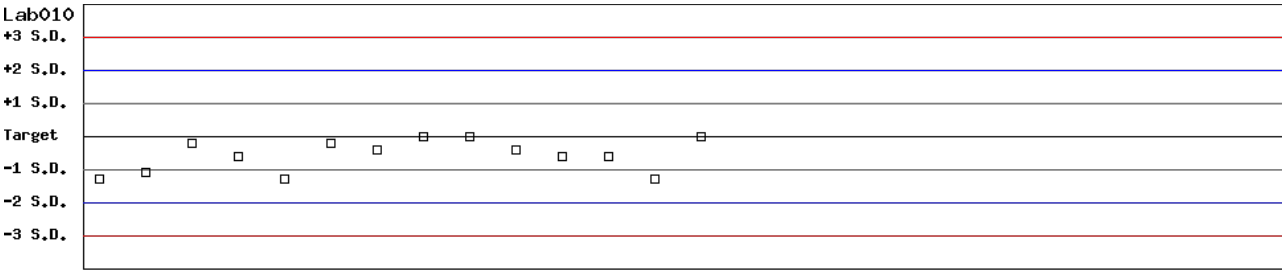 Lab010
+3 S.D.
+2 S.D.
+1 S.D.
Target
-1 S.D.
-2 S.D.
-3 S.D.